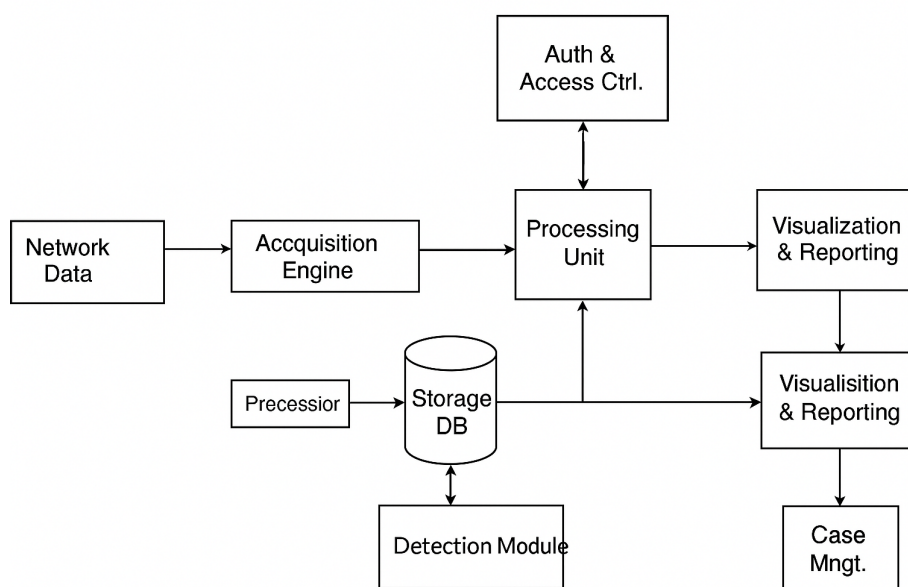 Auth &
Access Ctrl.
Network
Data
Accquisition
Engine
Processing
Unit
Visualization
& Reporting
Precessior
Storage
DB
Visualisition
& Reporting
Detection Module
Case
Mngt.